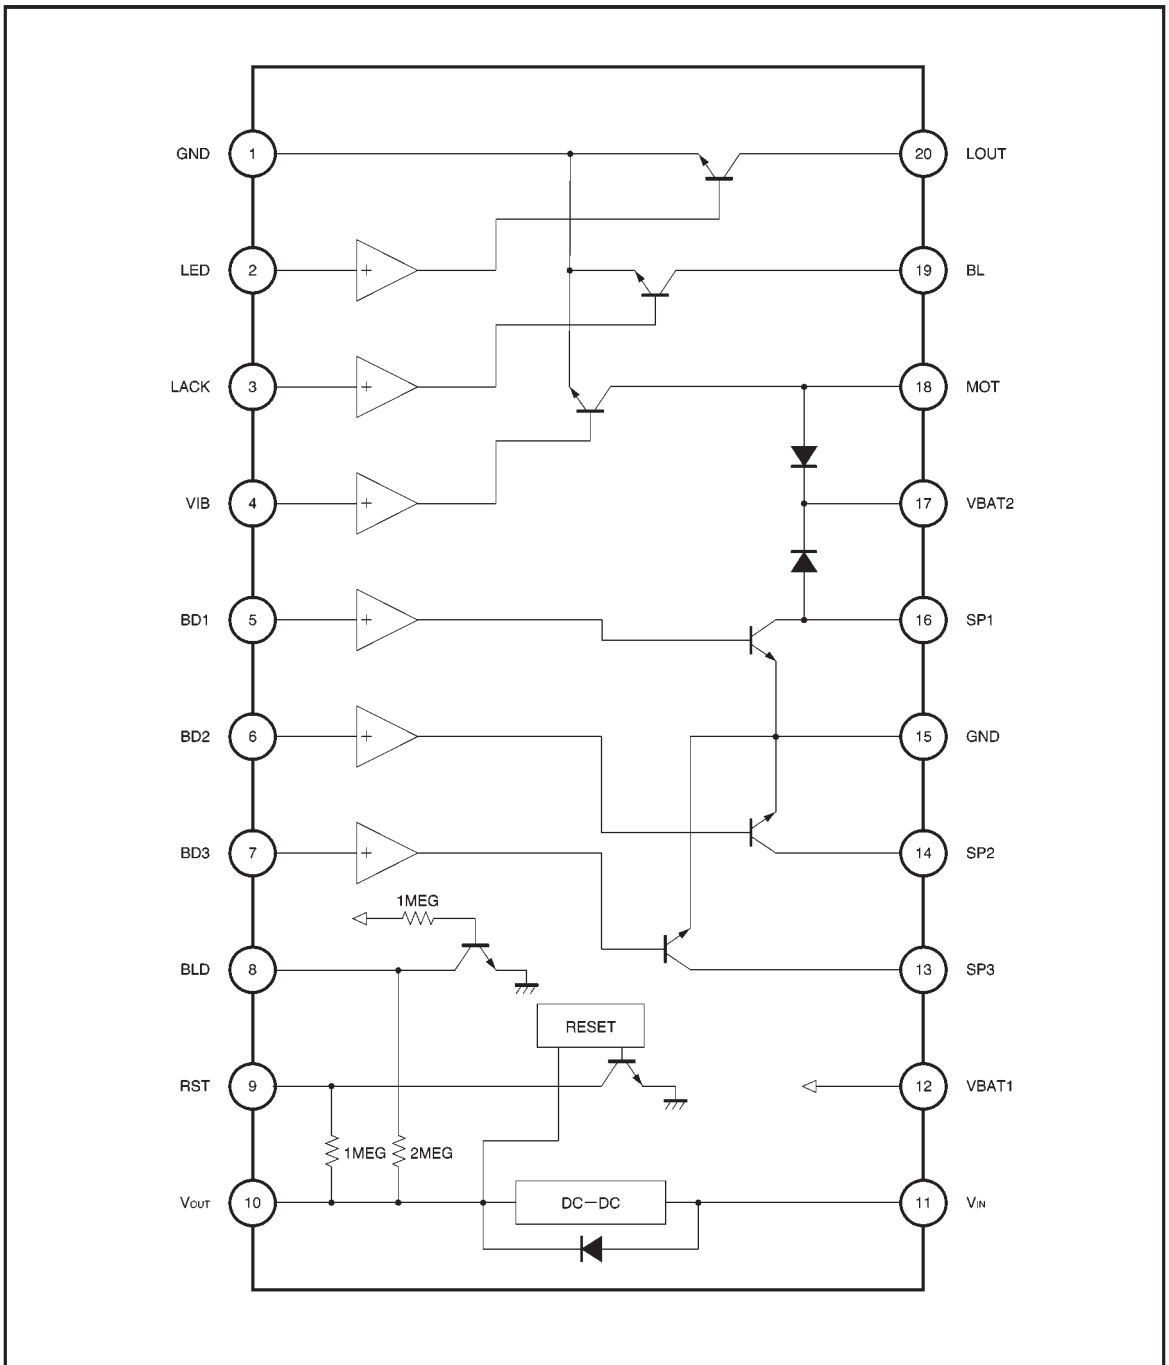 GND 1 20 LOUT
LED 2 + 19 BL
LACK 3 + 18 MOT
VIB 4 + 17 VBAT2
BD1 5 + 16 SP1
BD2 6 + 15 GND
BD3 7 + 14 SP2
1MEG
BLD 8 13 SP3
RESET
RST 9 12 VBAT1
1MEG 2MEG
VOUT 10 DC–DC 11 VIN